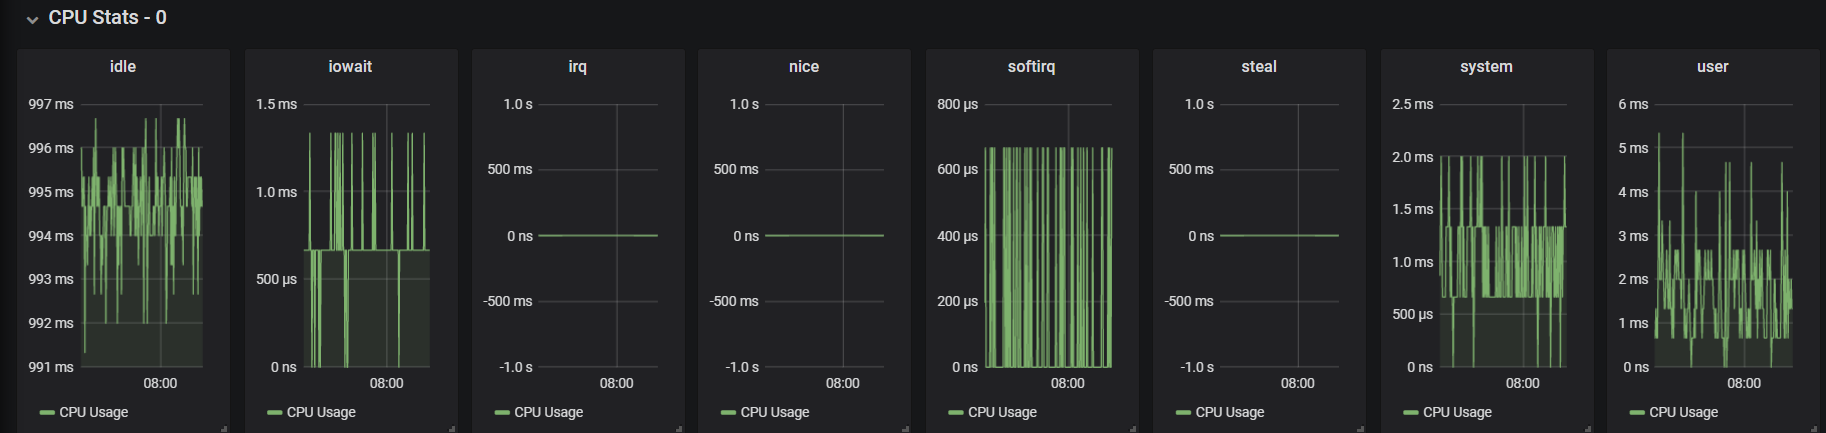 CPU Stats - 0
idle
997 ms
996 ms
995 ms
994 ms
993 ms
992 ms
991 ms
08:00
CPU Usage
iowait
1.5 ms
1.0 ms
500 µs
0 ns
08:00
CPU Usage
irq
1.0 s
500 ms
0 ns
-500 ms
-1.0 s
08:00
CPU Usage
nice
1.0 s
500 ms
0 ns
-500 ms
-1.0 s
08:00
CPU Usage
softirq
800 µs
600 µs
400 µs
200 µs
0 ns
08:00
CPU Usage
steal
1.0 s
500 ms
0 ns
-500 ms
-1.0 s
08:00
CPU Usage
system
2.5 ms
2.0 ms
1.5 ms
1.0 ms
500 µs
0 ns
08:00
CPU Usage
user
6 ms
5 ms
4 ms
3 ms
2 ms
1 ms
0 ns
08:00
CPU Usage